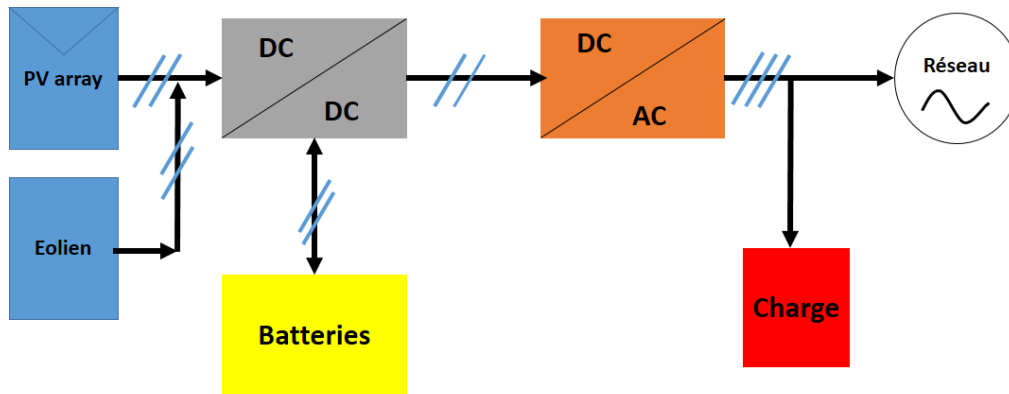 PV array
DC
DC
DC
AC
Réseau
Eolien
Batteries
Charge